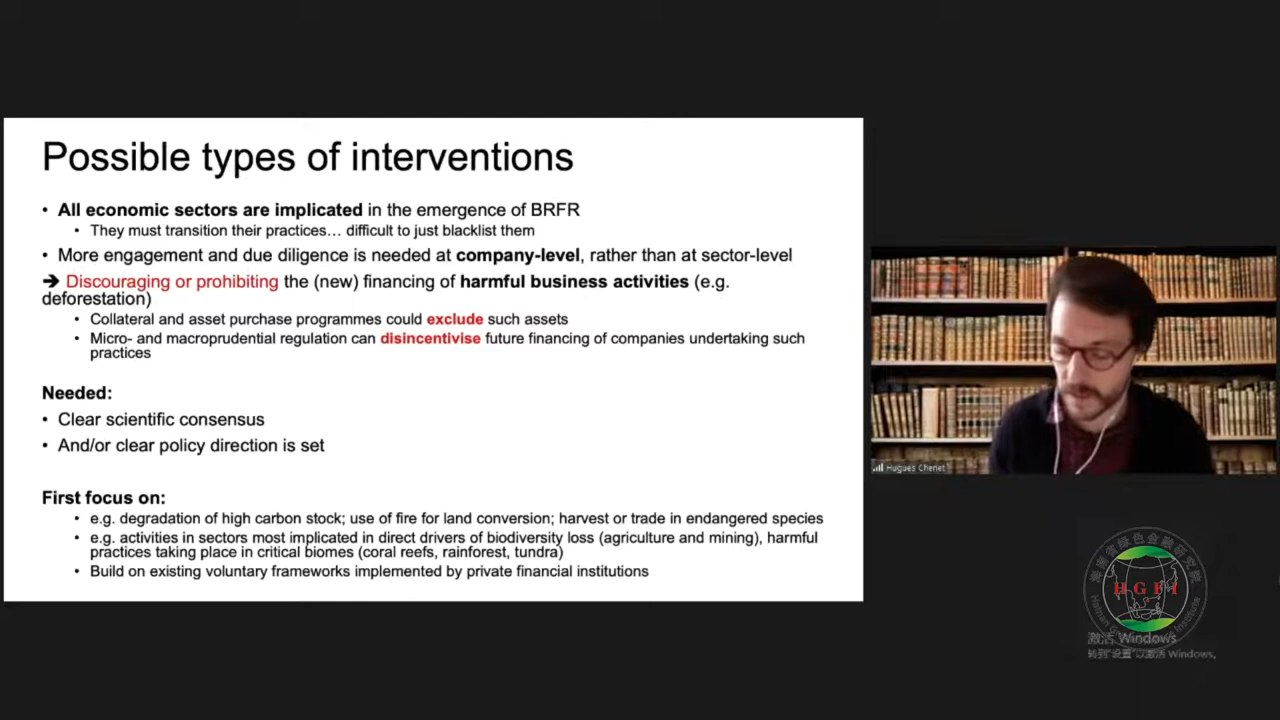 Possible types of interventions
• All economic sectors are implicated in the emergence of BRFR
• They must transition their practices… difficult to just blacklist them
• More engagement and due diligence is needed at company-level, rather than at sector-level
➔ Discouraging or prohibiting the (new) financing of harmful business activities (e.g.
deforestation)
• Collateral and asset purchase programmes could exclude such assets
• Micro- and macroprudential regulation can disincentivise future financing of companies undertaking such
practices
Needed:
• Clear scientific consensus
• And/or clear policy direction is set
First focus on:
• e.g. degradation of high carbon stock; use of fire for land conversion; harvest or trade in endangered species
• e.g. activities in sectors most implicated in direct drivers of biodiversity loss (agriculture and mining), harmful
practices taking place in critical biomes (coral reefs, rainforest, tundra)
• Build on existing voluntary frameworks implemented by private financial institutions
Hugues Chenet
HGFI
Hainan
Institute
激活 Windows
转到"设置"以激活 Windows。